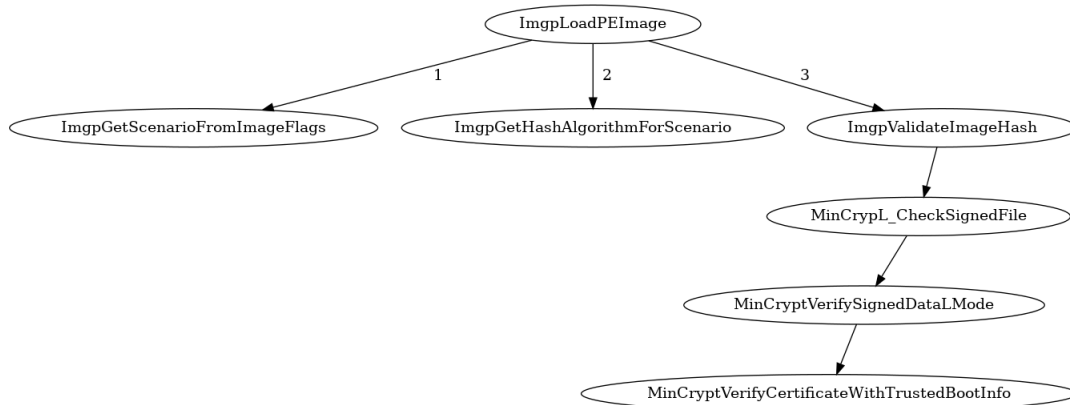 ImgpLoadPEImage
1
2
3
ImgpGetScenarioFromImageFlags
ImgpGetHashAlgorithmForScenario
ImgpValidateImageHash
MinCrypL_CheckSignedFile
MinCryptVerifySignedDataLMode
MinCryptVerifyCertificateWithTrustedBootInfo